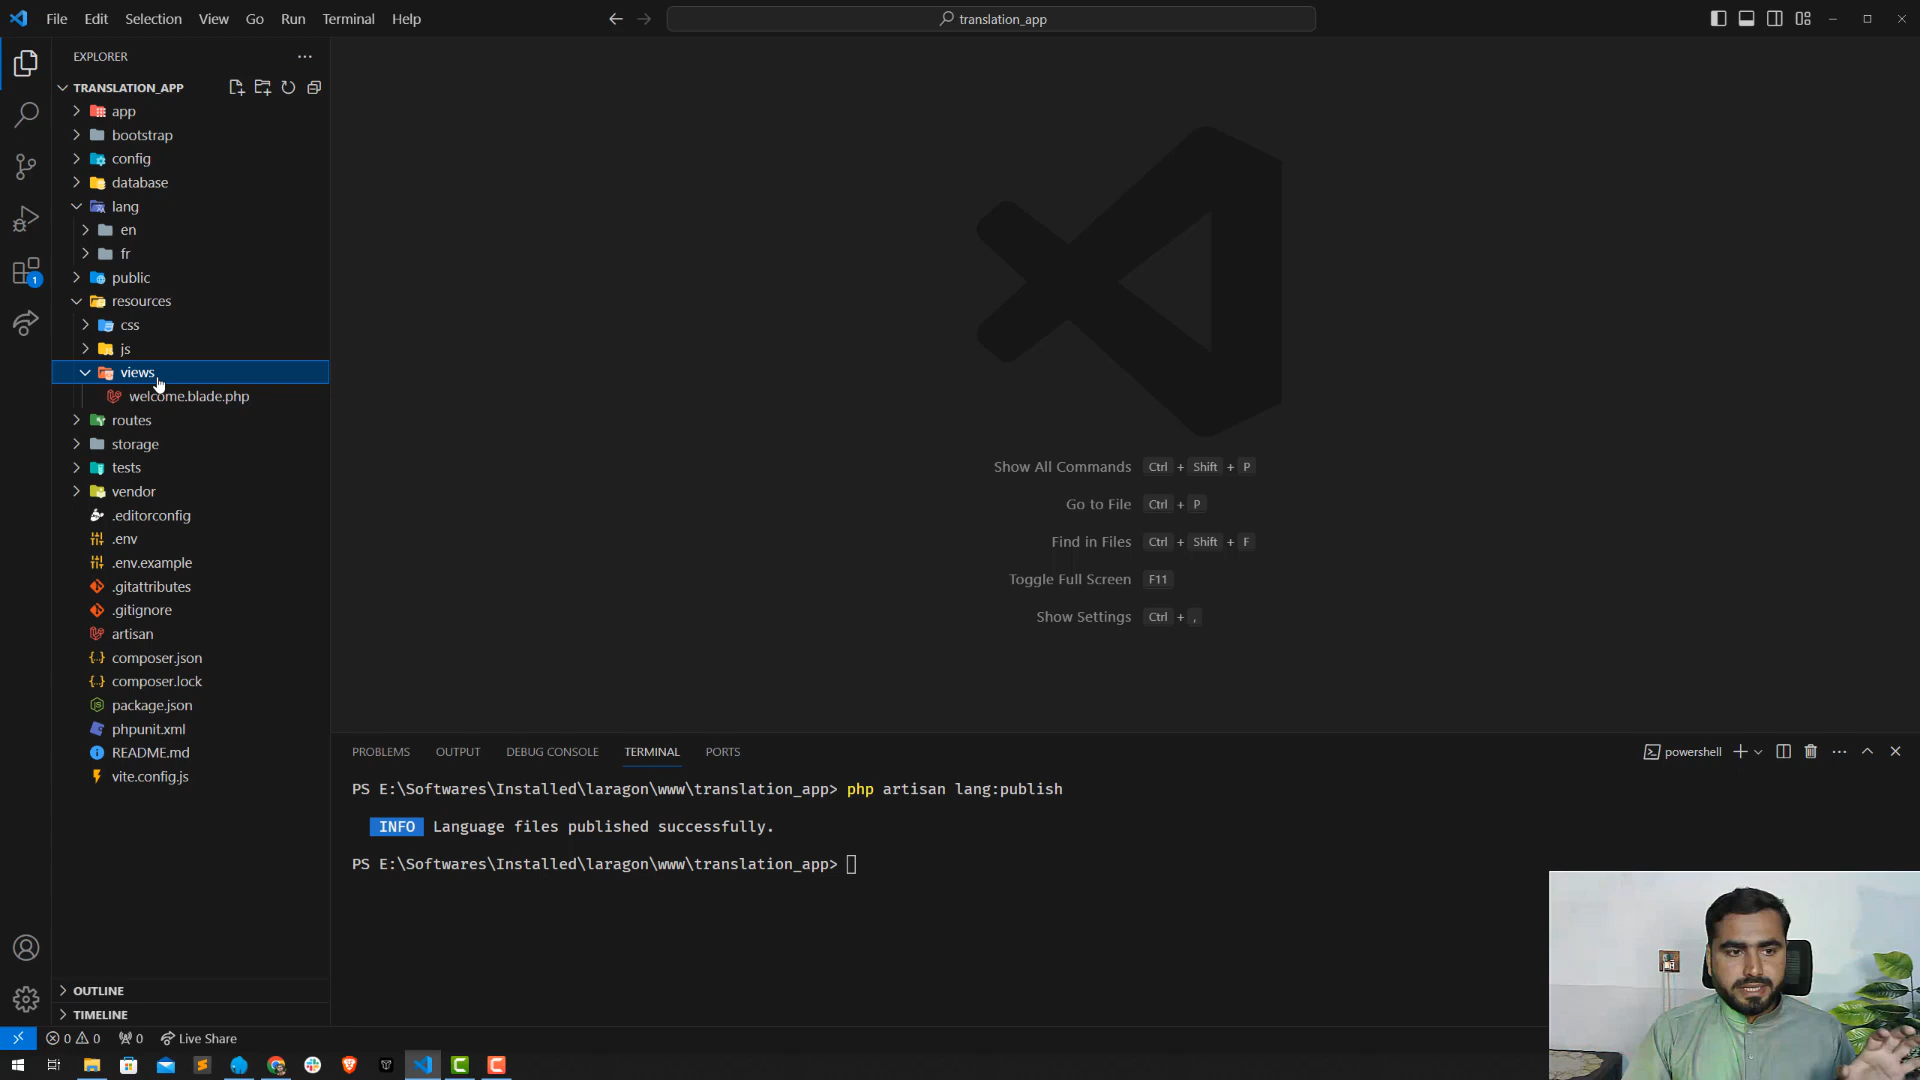 File Edit Selection View Go Run Terminal Help
translation_app
EXPLORER
TRANSLATION_APP
app
bootstrap
config
database
lang
en
fr
public
resources
css
js
views
welcome.blade.php
routes
storage
tests
vendor
.editorconfig
.env
.env.example
.gitattributes
.gitignore
artisan
composer.json
composer.lock
package.json
phpunit.xml
README.md
vite.config.js
OUTLINE
TIMELINE
1
Show All Commands Ctrl + Shift + P
Go to File Ctrl + P
Find in Files Ctrl + Shift + F
Toggle Full Screen F11
Show Settings Ctrl + ,
PROBLEMS OUTPUT DEBUG CONSOLE TERMINAL PORTS
powershell
PS E:\Softwares\Installed\laragon\www\translation_app> php artisan lang:publish
INFO Language files published successfully.
PS E:\Softwares\Installed\laragon\www\translation_app>
0 0 0 Live Share